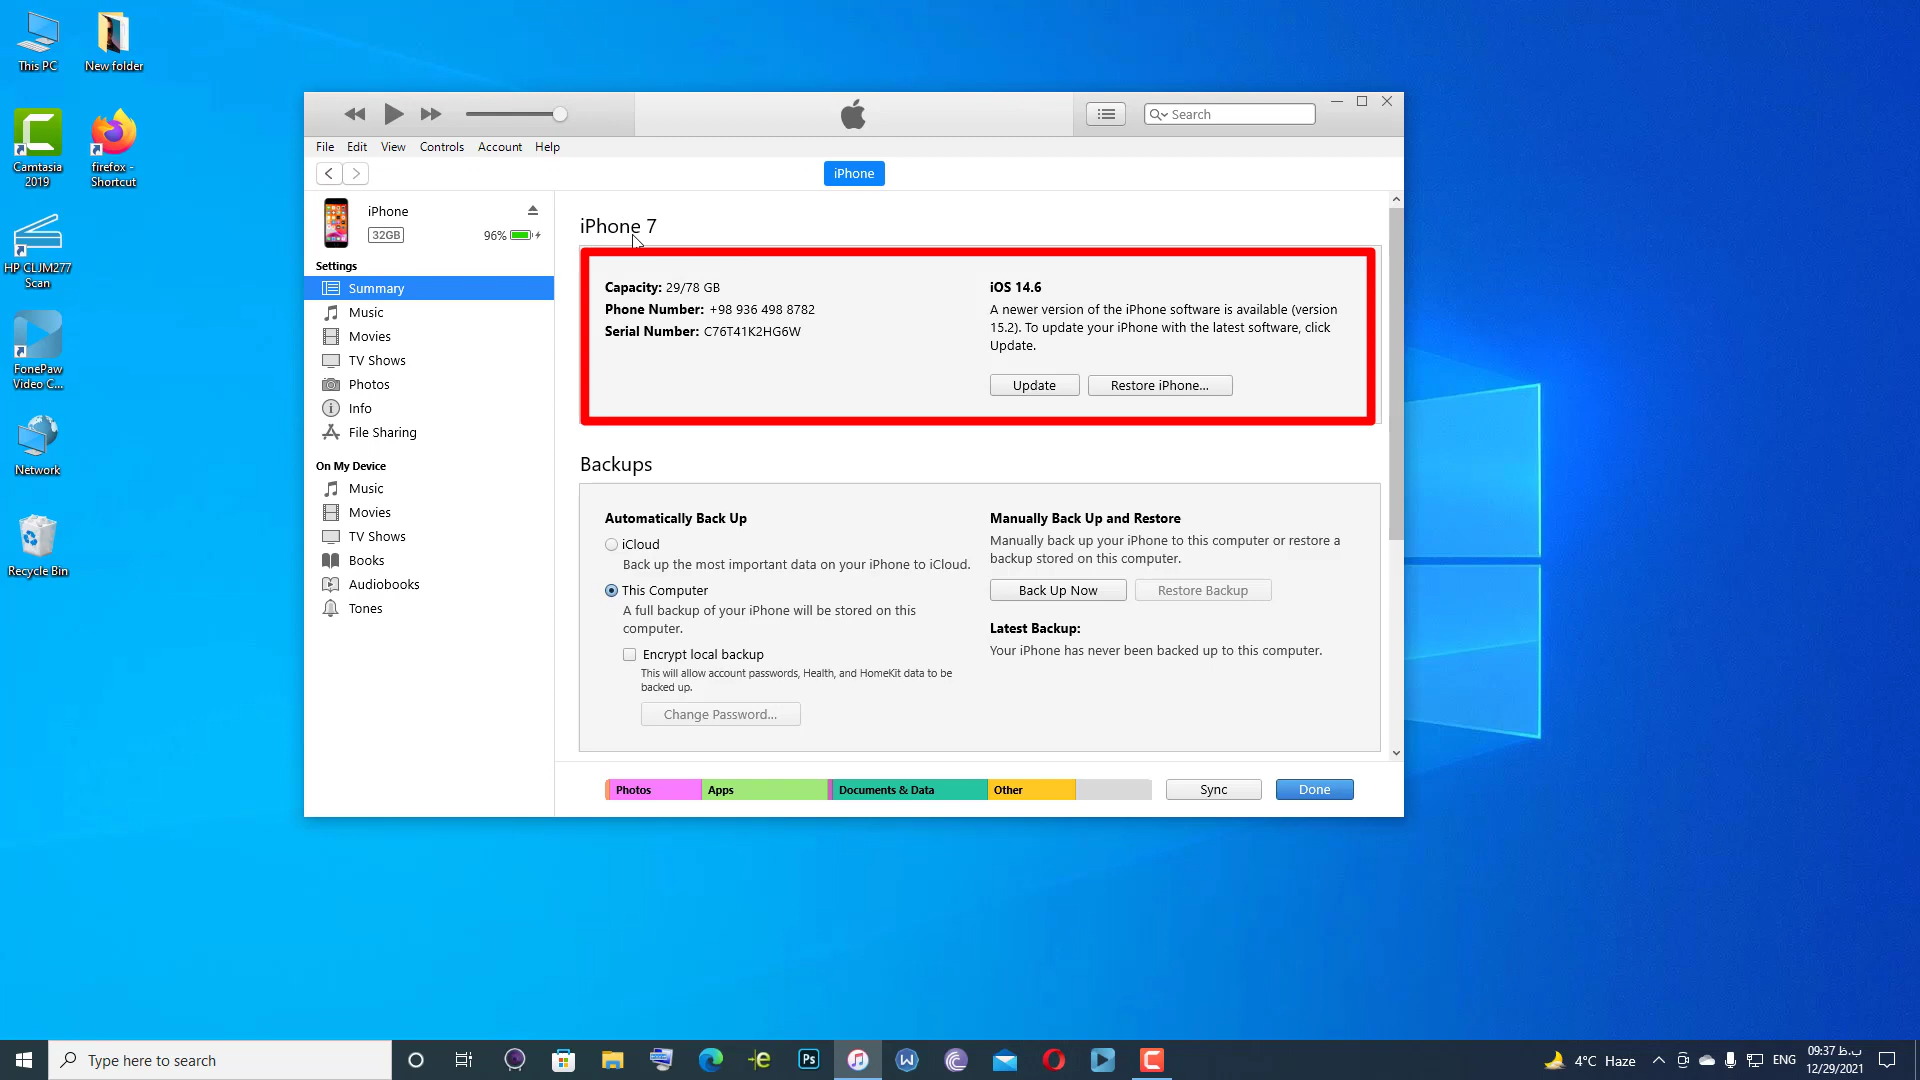 This PC
New folder
Camtasia
2019
firefox -
Shortcut
HP CLJM277
Scan
FonePaw
Video C...
Network
Recycle Bin
Search
File Edit View Controls Account Help
iPhone
iPhone
32GB
96%
Settings
Summary
Music
Movies
TV Shows
Photos
Info
File Sharing
On My Device
Music
Movies
TV Shows
Books
Audiobooks
Tones
iPhone 7
Capacity: 29/78 GB
Phone Number: +98 936 498 8782
Serial Number: C76T41K2HG6W
iOS 14.6
A newer version of the iPhone software is available (version
15.2). To update your iPhone with the latest software, click
Update.
Update
Restore iPhone...
Backups
Automatically Back Up
iCloud
Back up the most important data on your iPhone to iCloud.
This Computer
A full backup of your iPhone will be stored on this
computer.
Encrypt local backup
This will allow account passwords, Health, and HomeKit data to be
backed up.
Change Password...
Manually Back Up and Restore
Manually back up your iPhone to this computer or restore a
backup stored on this computer.
Back Up Now
Restore Backup
Latest Backup:
Your iPhone has never been backed up to this computer.
Photos
Apps
Documents & Data
Other
Sync
Done
Type here to search
Ps
4°C Haze
ENG
09:37 ب.ظ
12/29/2021